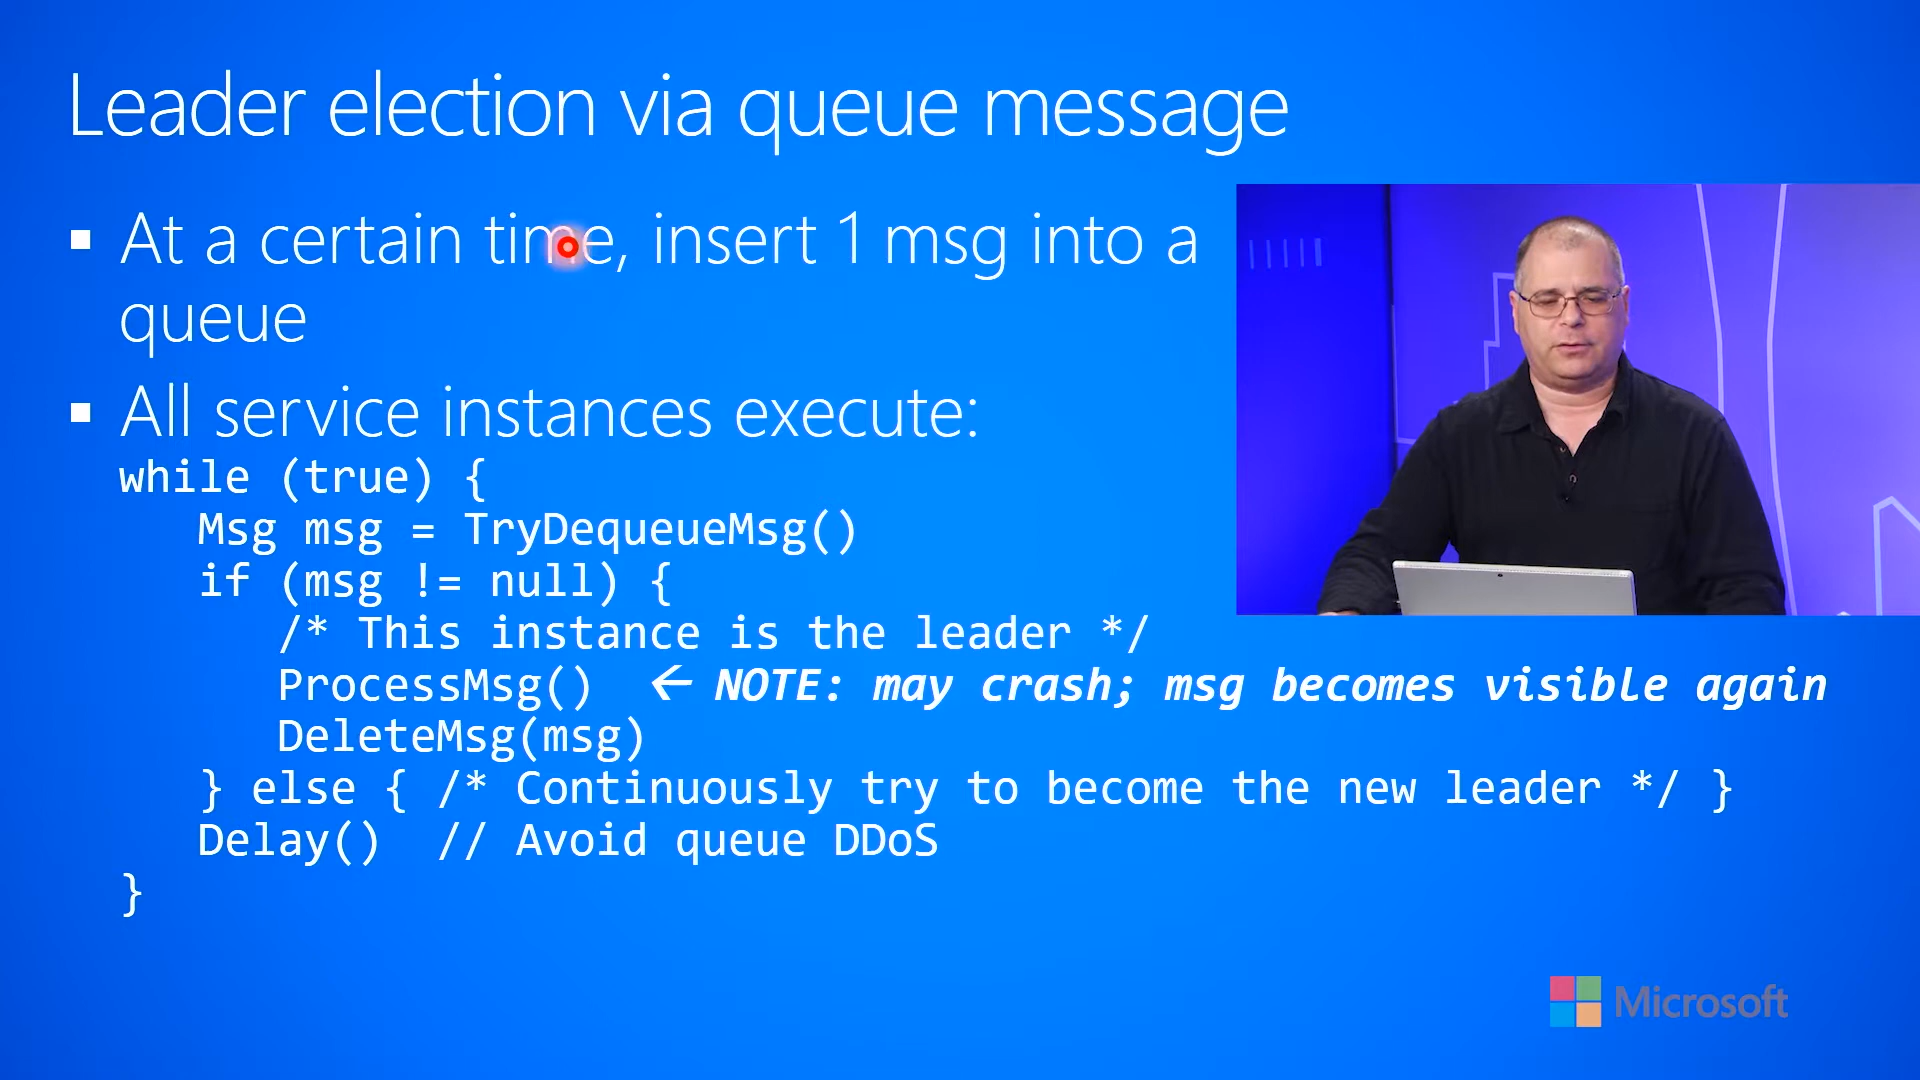 Leader election via queue message
▪ At a certain time, insert 1 msg into a
queue
▪ All service instances execute:
while (true) {
   Msg msg = TryDequeueMsg()
   if (msg != null) {
      /* This instance is the leader */
      ProcessMsg()  ← NOTE: may crash; msg becomes visible again
      DeleteMsg(msg)
   } else { /* Continuously try to become the new leader */ }
   Delay()  // Avoid queue DDoS
}
Microsoft